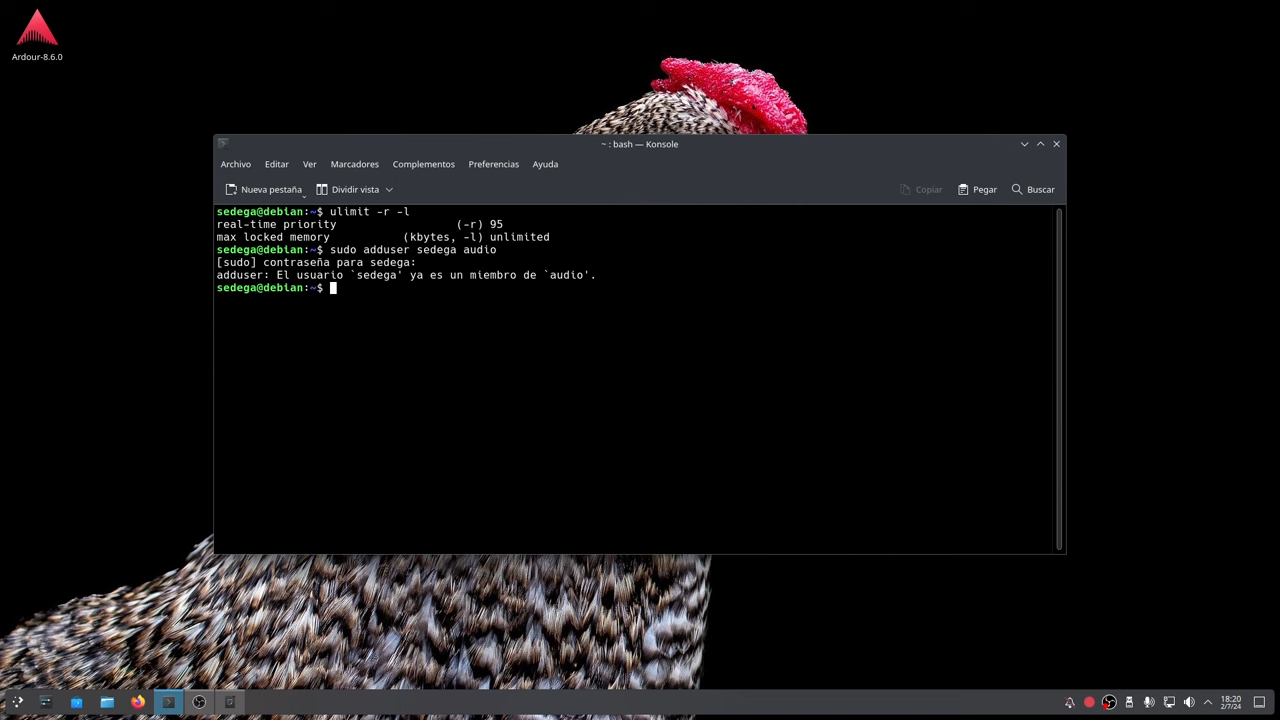 Ardour-8.6.0
~ : bash — Konsole
Archivo Editar Ver Marcadores Complementos Preferencias Ayuda
Nueva pestaña Dividir vista Copiar Pegar Buscar
sedega@debian:~$ ulimit -r -l
real-time priority (-r) 95
max locked memory (kbytes, -l) unlimited
sedega@debian:~$ sudo adduser sedega audio
[sudo] contraseña para sedega:
adduser: El usuario `sedega' ya es un miembro de `audio'.
sedega@debian:~$
18:20
2/7/24